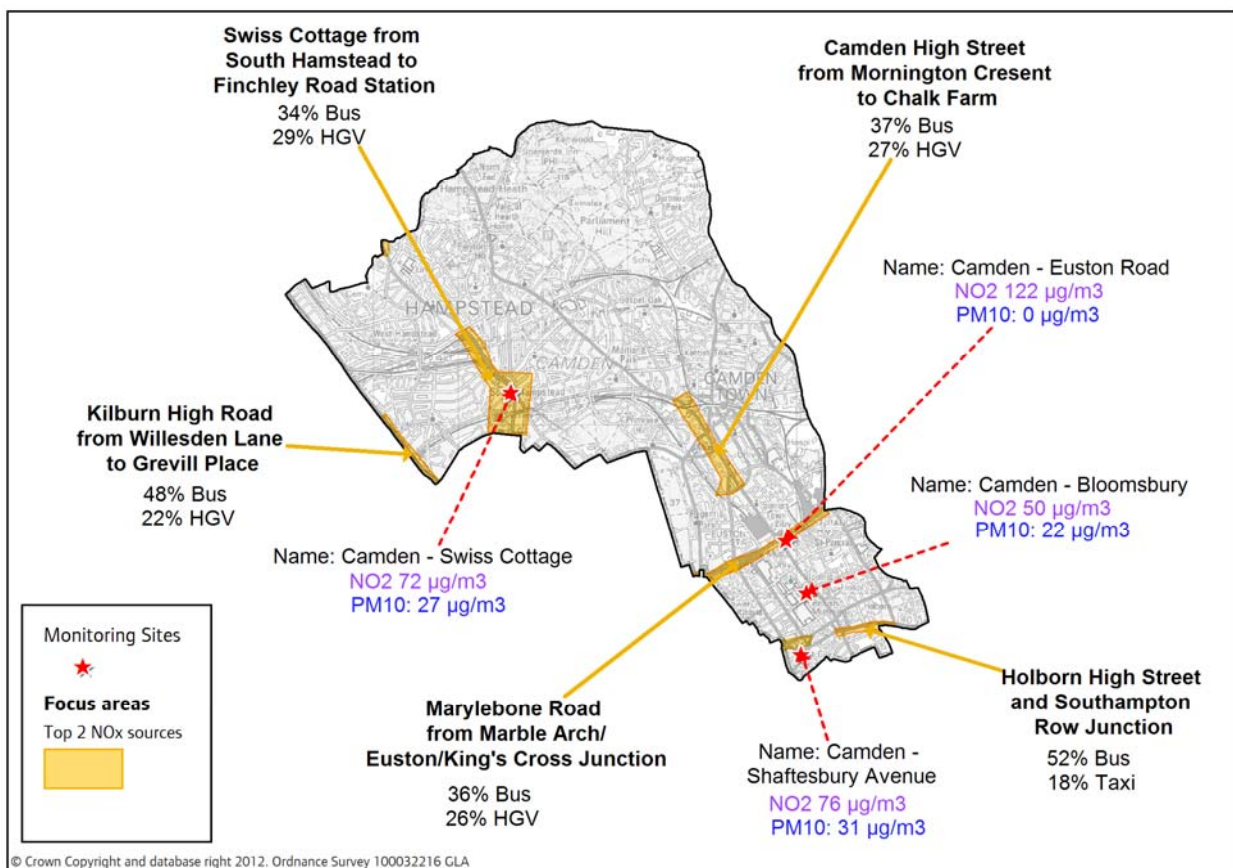 Swiss Cottage from
South Hamstead to
Finchley Road Station
34% Bus
29% HGV
Camden High Street
from Mornington Cresent
to Chalk Farm
37% Bus
27% HGV
Name: Camden - Euston Road
NO2 122 µg/m3
PM10: 0 µg/m3
HAMPSTEAD
CAMDEN
CAMDEN
TOWN
Hampstead Heath
Parliament
Hill
EUSTON
Kilburn High Road
from Willesden Lane
to Grevill Place
48% Bus
22% HGV
Name: Camden - Bloomsbury
NO2 50 µg/m3
PM10: 22 µg/m3
Name: Camden - Swiss Cottage
NO2 72 µg/m3
PM10: 27 µg/m3
Monitoring Sites
Focus areas
Top 2 NOx sources
Marylebone Road
from Marble Arch/
Euston/King's Cross Junction
36% Bus
26% HGV
Name: Camden -
Shaftesbury Avenue
NO2 76 µg/m3
PM10: 31 µg/m3
Holborn High Street
and Southampton
Row Junction
52% Bus
18% Taxi
© Crown Copyright and database right 2012. Ordnance Survey 100032216 GLA